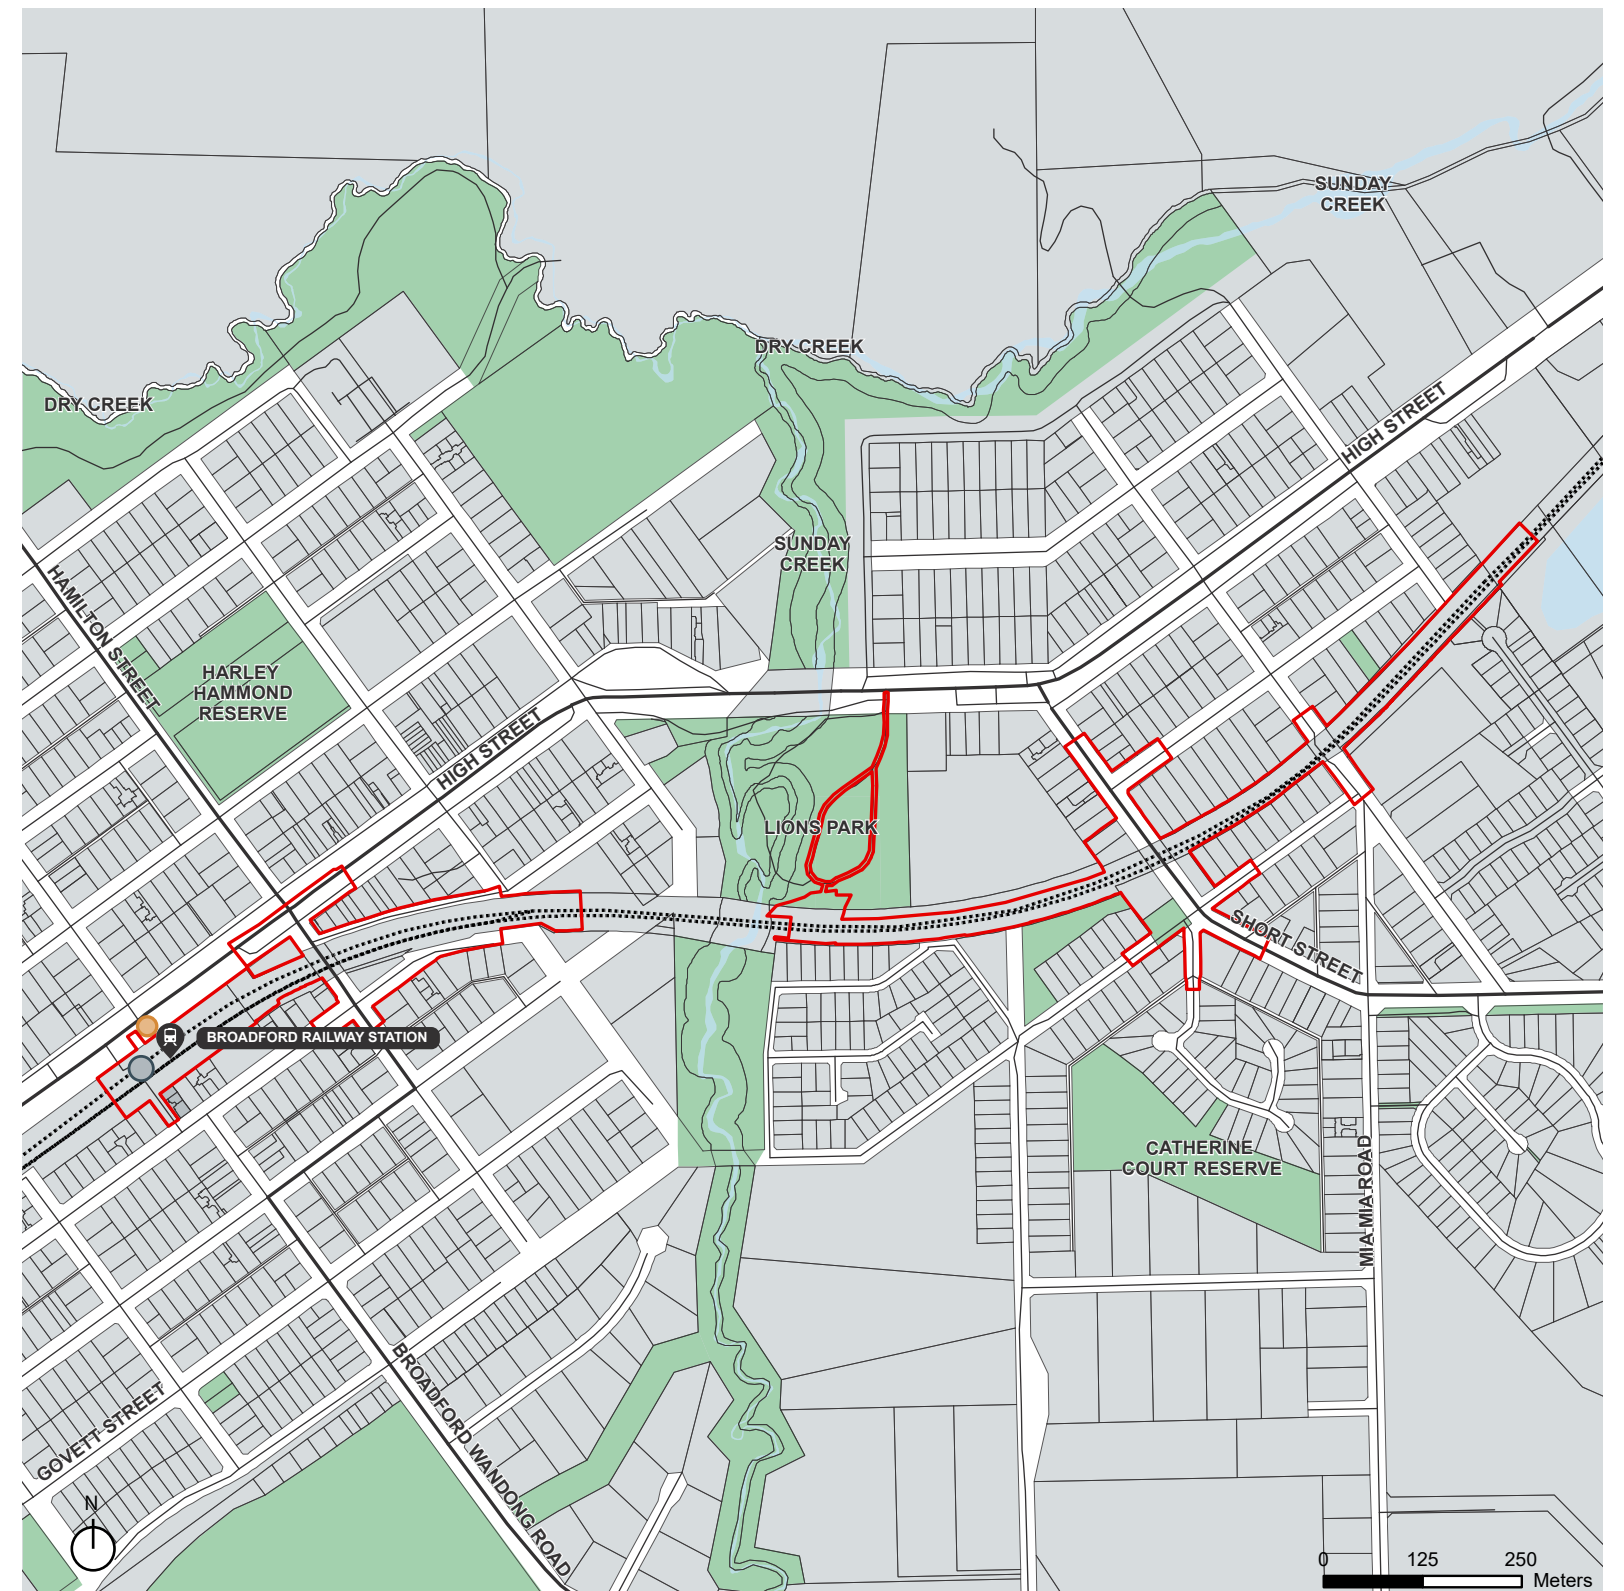 SUNDAY
CREEK
DRY CREEK
DRY CREEK
HIGH STREET
SUNDAY
CREEK
HAMILTON STREET
HARLEY
HAMMOND
RESERVE
HIGH STREET
LIONS PARK
SHORT STREET
BROADFORD RAILWAY STATION
CATHERINE
COURT RESERVE
MIA MIA ROAD
BROADFORD WANDONG ROAD
GOVETT STREET
N
0 125 250
Meters